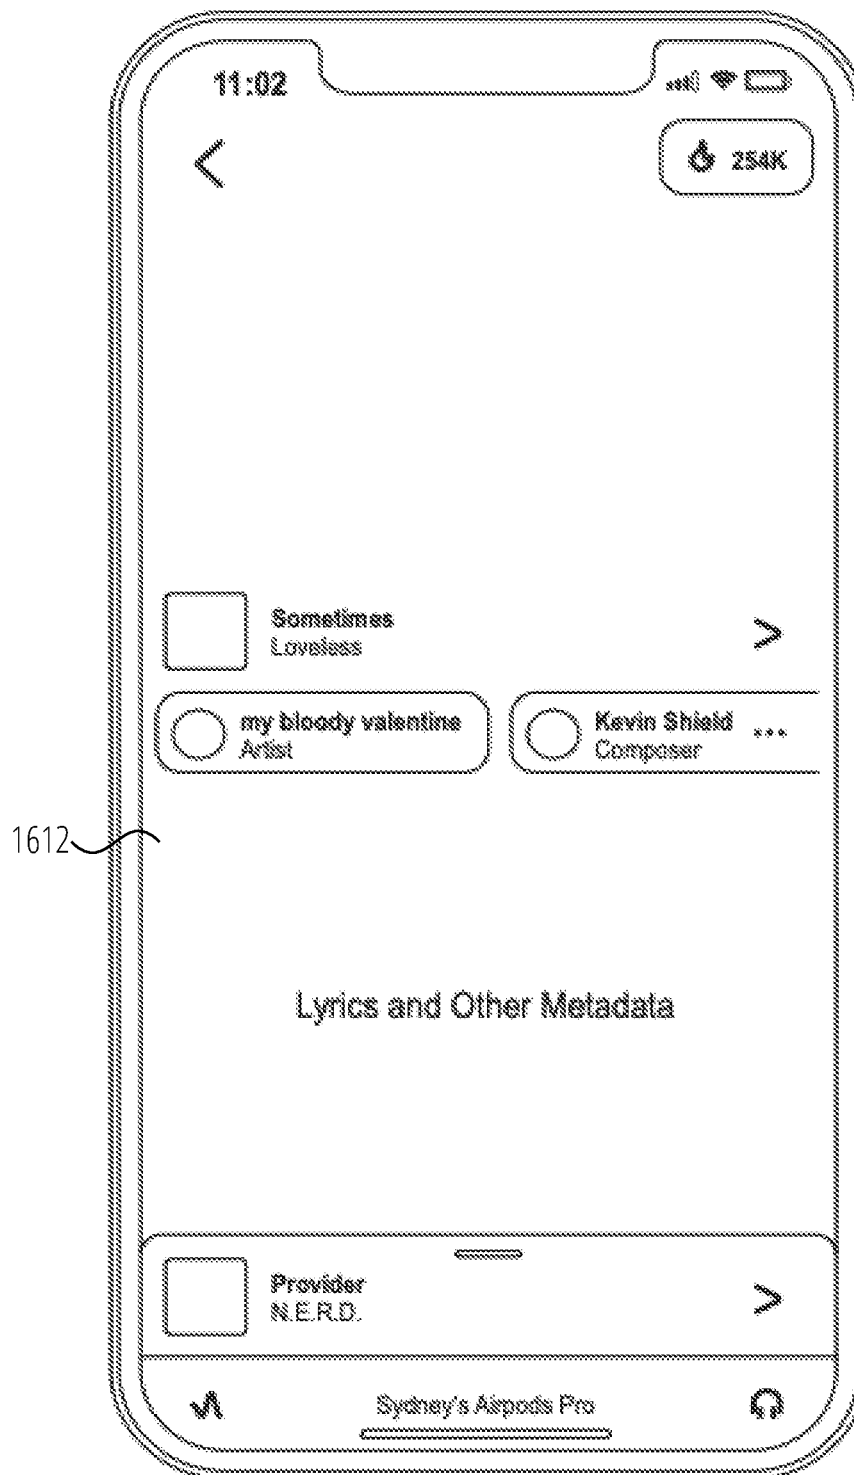 11:02
254K
Sometimes
Loveless
my bloody valentine
Artist
Kevin Shield ...
Composer
1612
Lyrics and Other Metadata
Provider
N.E.R.D.
Sydney's Airpods Pro